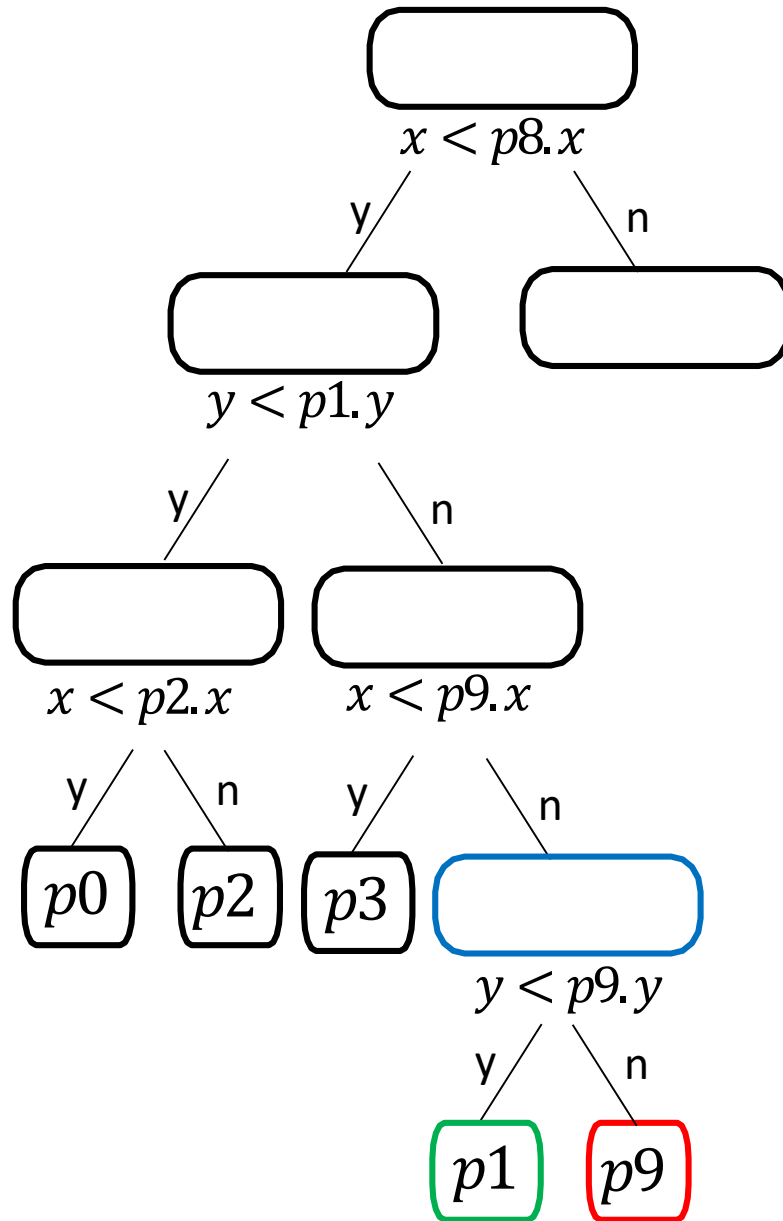 x < p8.x
y n
y < p1.y
y n
x < p2.x x < p9.x
y n y n
p0 p2 p3
y < p9.y
y n
p1 p9